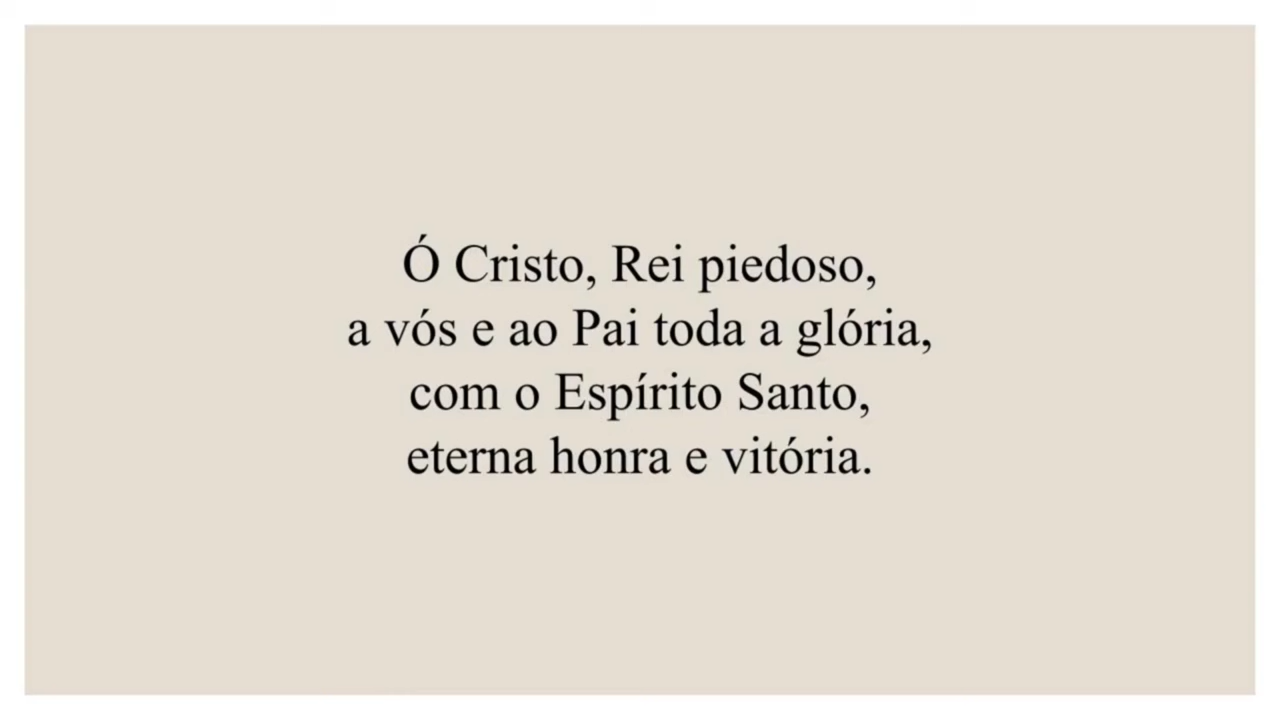 Ó Cristo, Rei piedoso,
a vós e ao Pai toda a glória,
com o Espírito Santo,
eterna honra e vitória.